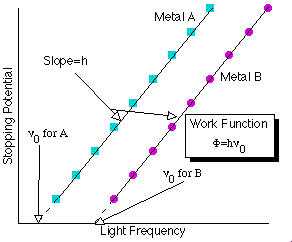 Metal A
Slope=h
Metal B
Stopping Potential
Work Function
Φ=hν₀
ν₀ for A
ν₀ for B
Light Frequency